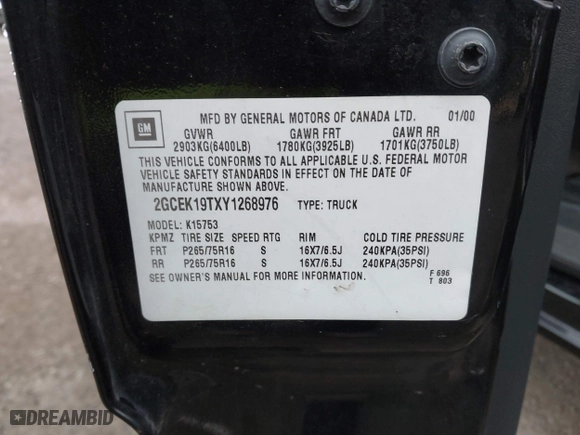 MFD BY GENERAL MOTORS OF CANADA LTD. 01/00
GM
GVWR GAWR FRT GAWR RR
2903KG(6400LB) 1780KG(3925LB) 1701KG(3750LB)
THIS VEHICLE CONFORMS TO ALL APPLICABLE U.S. FEDERAL MOTOR
VEHICLE SAFETY STANDARDS IN EFFECT ON THE DATE OF
MANUFACTURE SHOWN ABOVE.
2GCEK19TXY1268976 TYPE: TRUCK
MODEL: K15753
KPMZ TIRE SIZE SPEED RTG RIM COLD TIRE PRESSURE
FRT P265/75R16 S 16X7/6.5J 240KPA(35PSI)
RR P265/75R16 S 16X7/6.5J 240KPA(35PSI)
SEE OWNER'S MANUAL FOR MORE INFORMATION.
F 696
T 803
DREAMBID